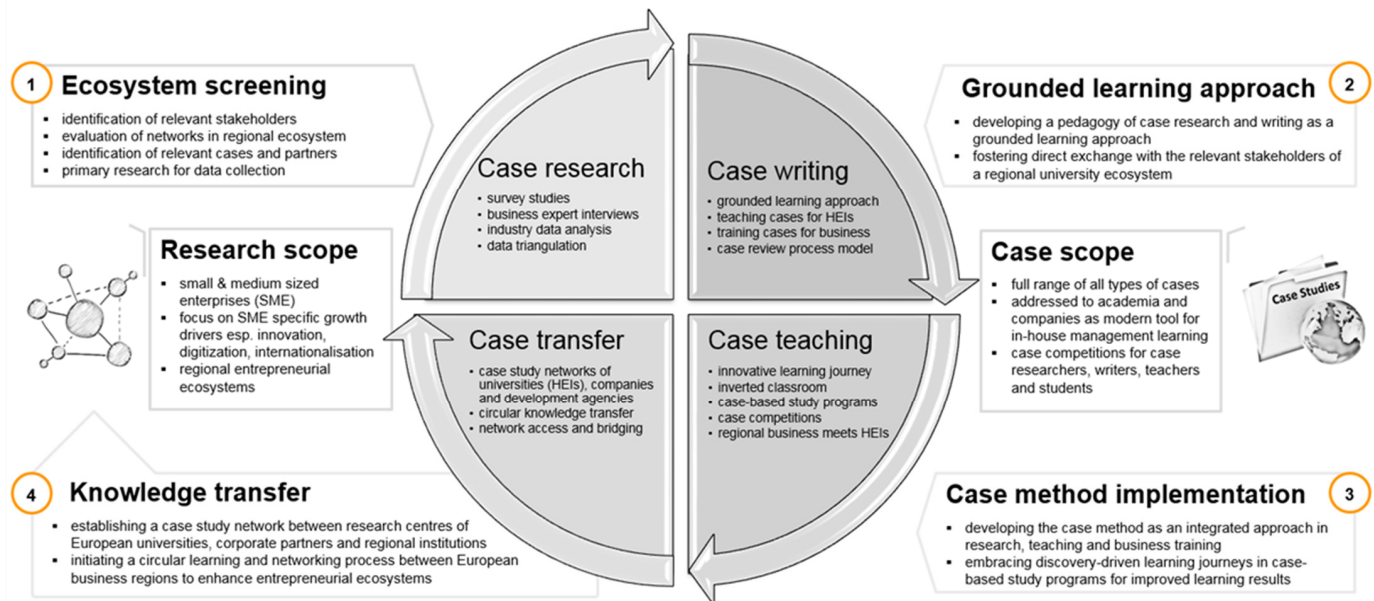 1
Ecosystem screening
▪ identification of relevant stakeholders
▪ evaluation of networks in regional ecosystem
▪ identification of relevant cases and partners
▪ primary research for data collection
Grounded learning approach
2
▪ developing a pedagogy of case research and writing as a
grounded learning approach
▪ fostering direct exchange with the relevant stakeholders of
a regional university ecosystem
Case research
• survey studies
• business expert interviews
• industry data analysis
• data triangulation
Case writing
• grounded learning approach
• teaching cases for HEIs
• training cases for business
• case review process model
Research scope
▪ small & medium sized
enterprises (SME)
▪ focus on SME specific growth
drivers esp. innovation,
digitization, internationalisation
▪ regional entrepreneurial
ecosystems
Case scope
▪ full range of all types of cases
▪ addressed to academia and
companies as modern tool for
in-house management learning
▪ case competitions for case
researchers, writers, teachers
and students
Case Studies
Case transfer
• case study networks of
universities (HEIs), companies
and development agencies
• circular knowledge transfer
• network access and bridging
Case teaching
• innovative learning journey
• inverted classroom
• case-based study programs
• case competitions
• regional business meets HEIs
4
Knowledge transfer
▪ establishing a case study network between research centres of
European universities, corporate partners and regional institutions
▪ initiating a circular learning and networking process between European
business regions to enhance entrepreneurial ecosystems
Case method implementation
3
▪ developing the case method as an integrated approach in
research, teaching and business training
▪ embracing discovery-driven learning journeys in case-
based study programs for improved learning results